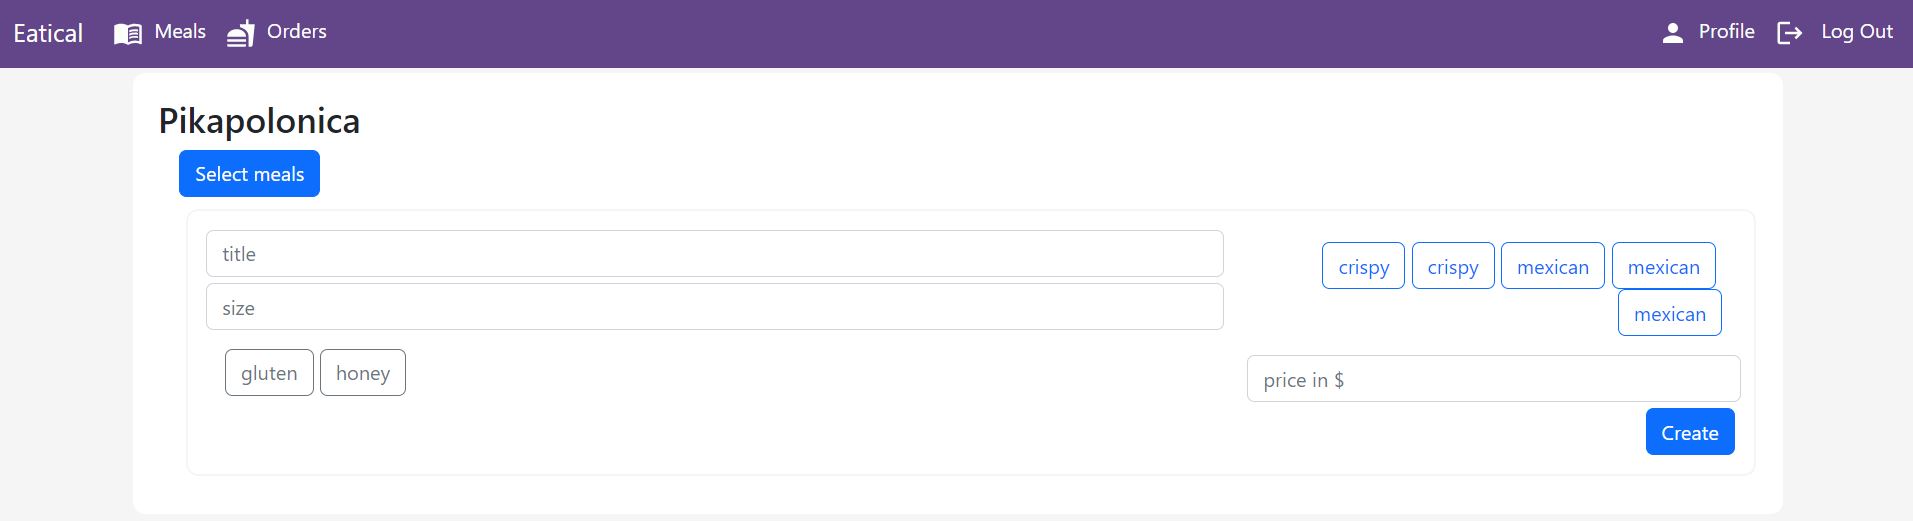 Eatical Meals Orders Profile Log Out
Pikapolonica
Select meals
title
crispy crispy mexican mexican
size
mexican
gluten honey
price in $
Create